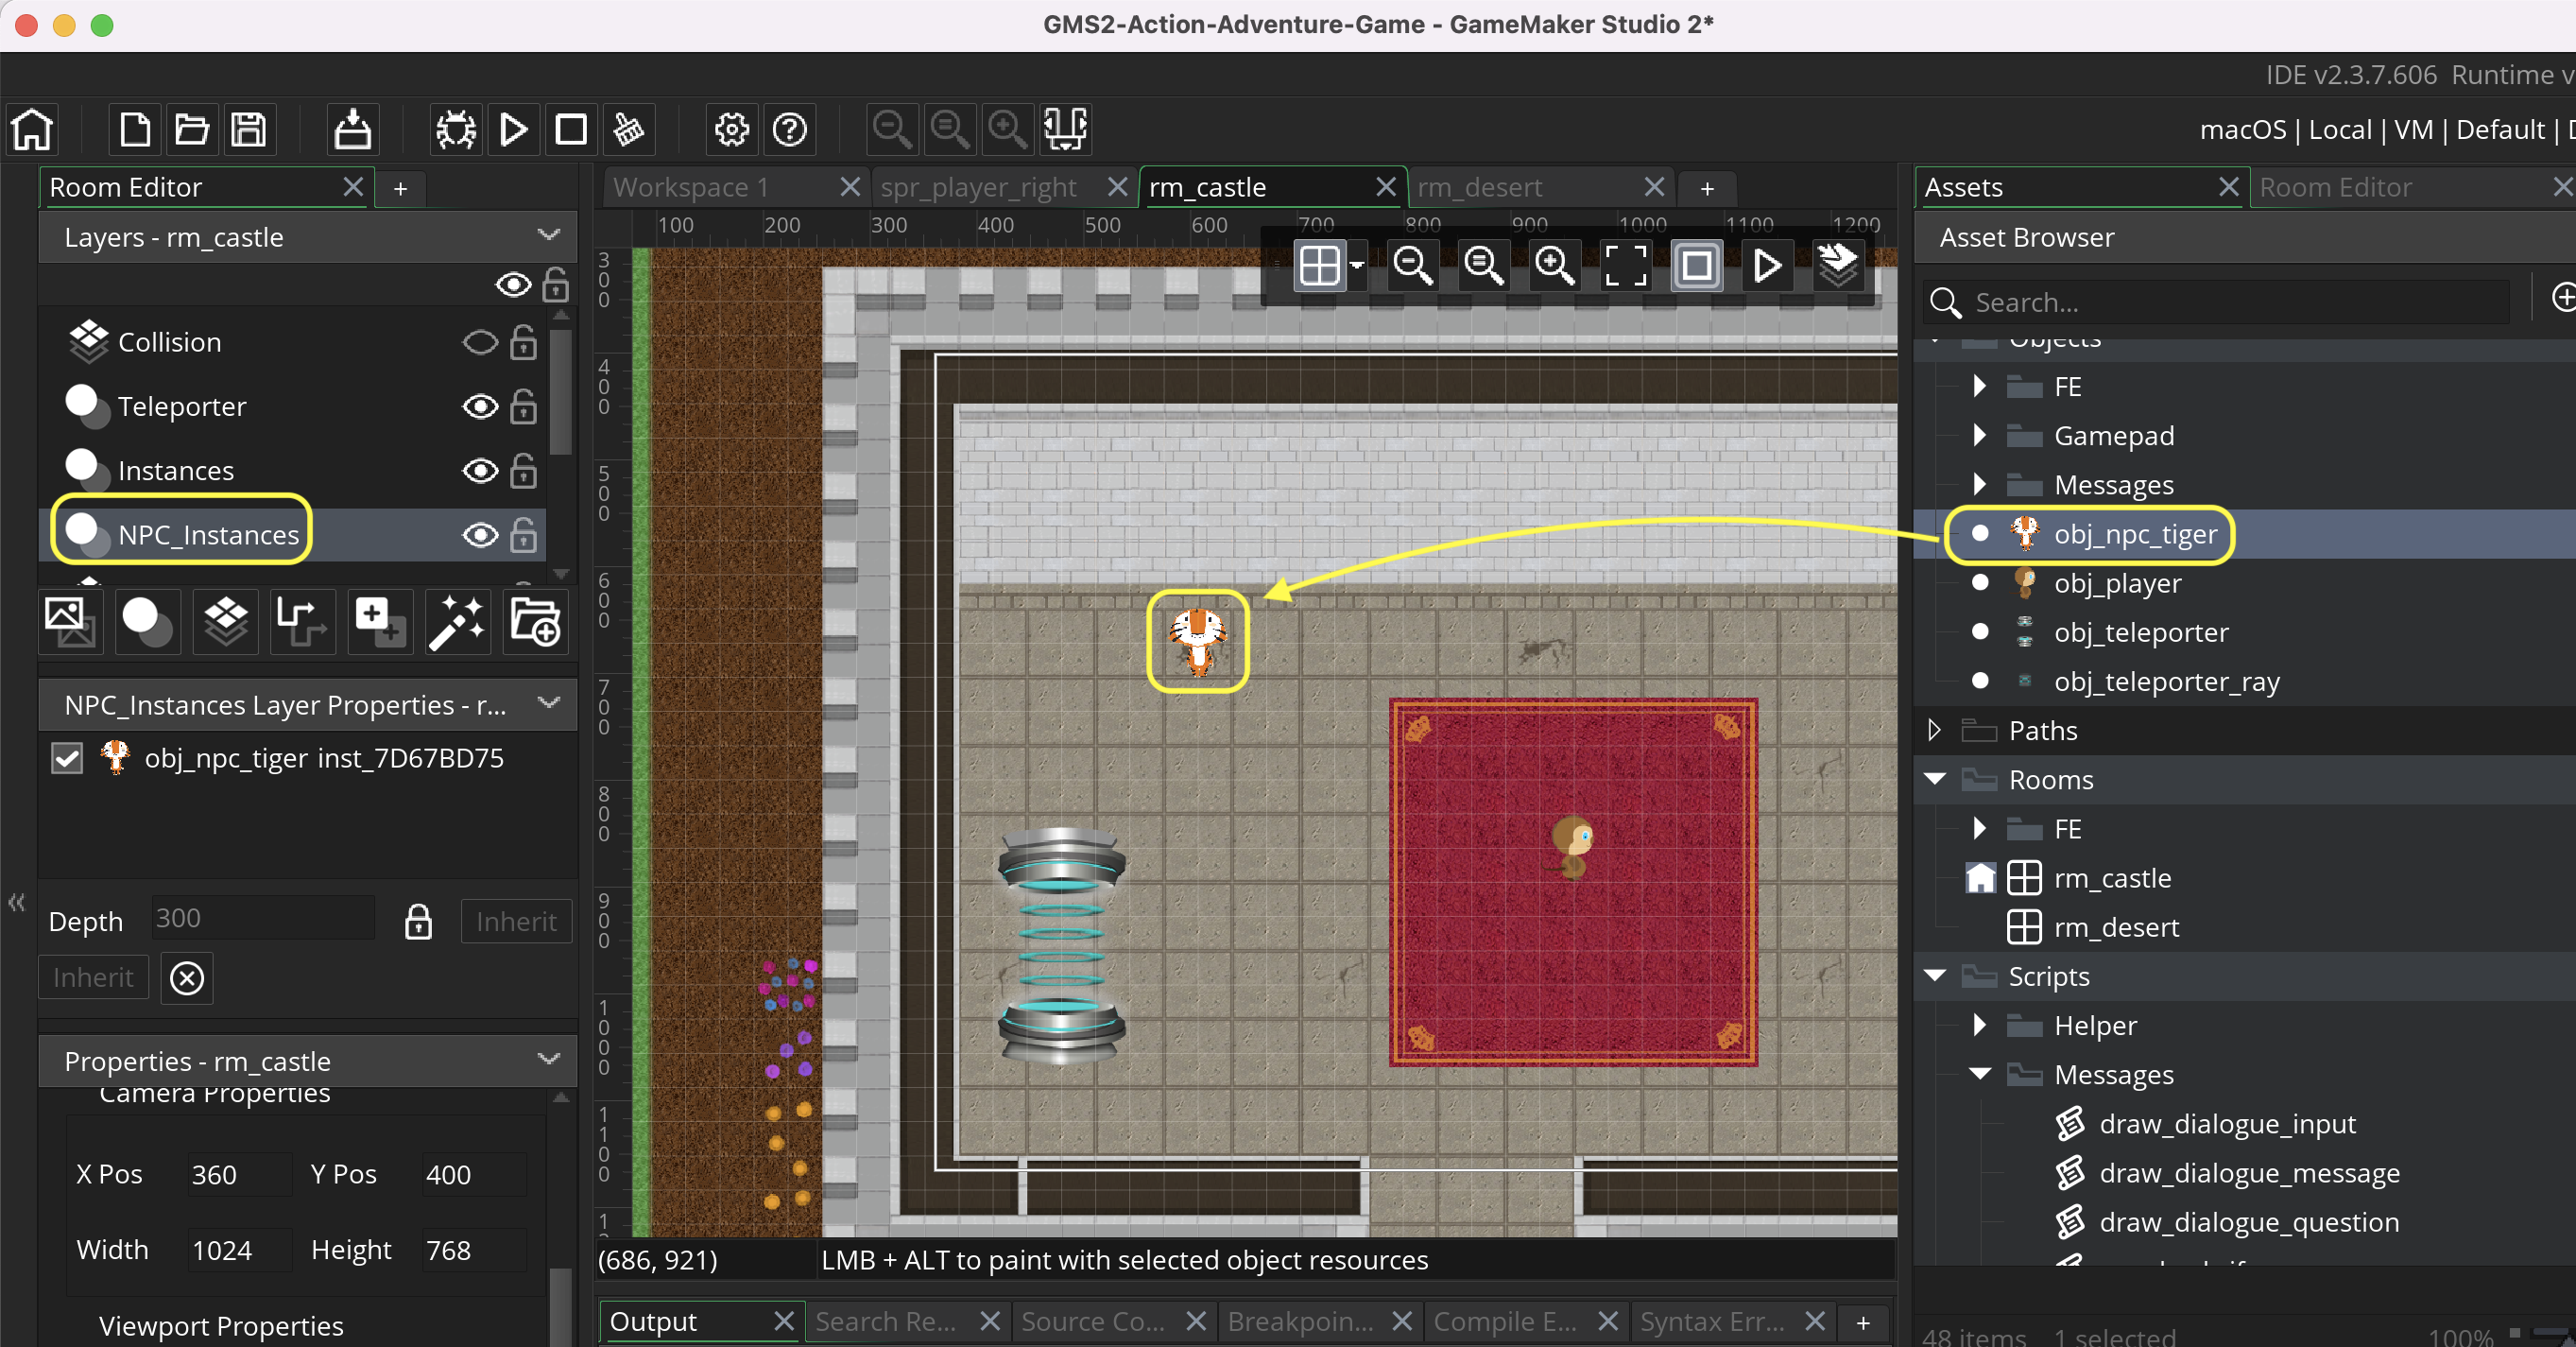 GMS2-Action-Adventure-Game - GameMaker Studio 2*
IDE v2.3.7.606 Runtime v
macOS | Local | VM | Default |
Room Editor
+
Workspace 1
spr_player_right
rm_castle
rm_desert
+
Assets
Room Editor
Layers - rm_castle
100 200 300 400 500 600 700 800 900 1000 1100 1200
Asset Browser
Search...
Collision
Teleporter
Instances
NPC_Instances
300
400
500
600
700
800
900
1000
1100
Objects
FE
Gamepad
Messages
obj_npc_tiger
obj_player
obj_teleporter
obj_teleporter_ray
Paths
Rooms
FE
rm_castle
rm_desert
Scripts
Helper
Messages
draw_dialogue_input
draw_dialogue_message
draw_dialogue_question
NPC_Instances Layer Properties - r...
obj_npc_tiger inst_7D67BD75
Depth 300 Inherit
Inherit
Properties - rm_castle
Camera Properties
X Pos 360 Y Pos 400
Width 1024 Height 768
Viewport Properties
(686, 921)
LMB + ALT to paint with selected object resources
Output
Search Re...
Source Co...
Breakpoin...
Compile E...
Syntax Err...
+
48 items 1 selected 100%